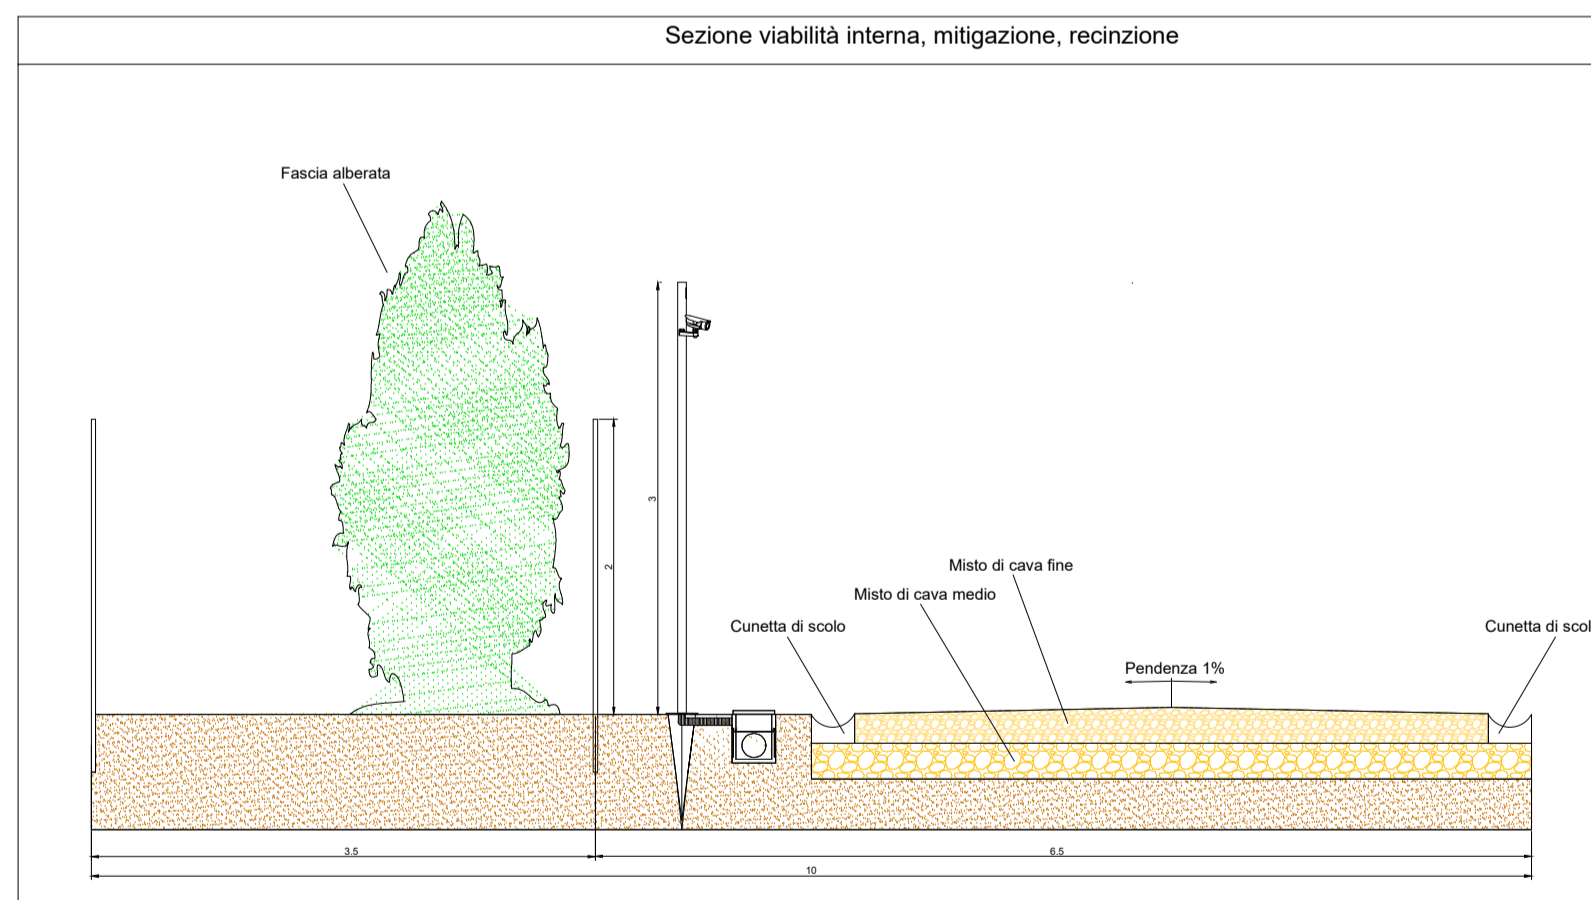 Sezione viabilità interna, mitigazione, recinzione
Fascia alberata
3
2
Misto di cava fine
Misto di cava medio
Cunetta di scolo
Cunetta di scol
Pendenza 1%
3.5
6.5
10